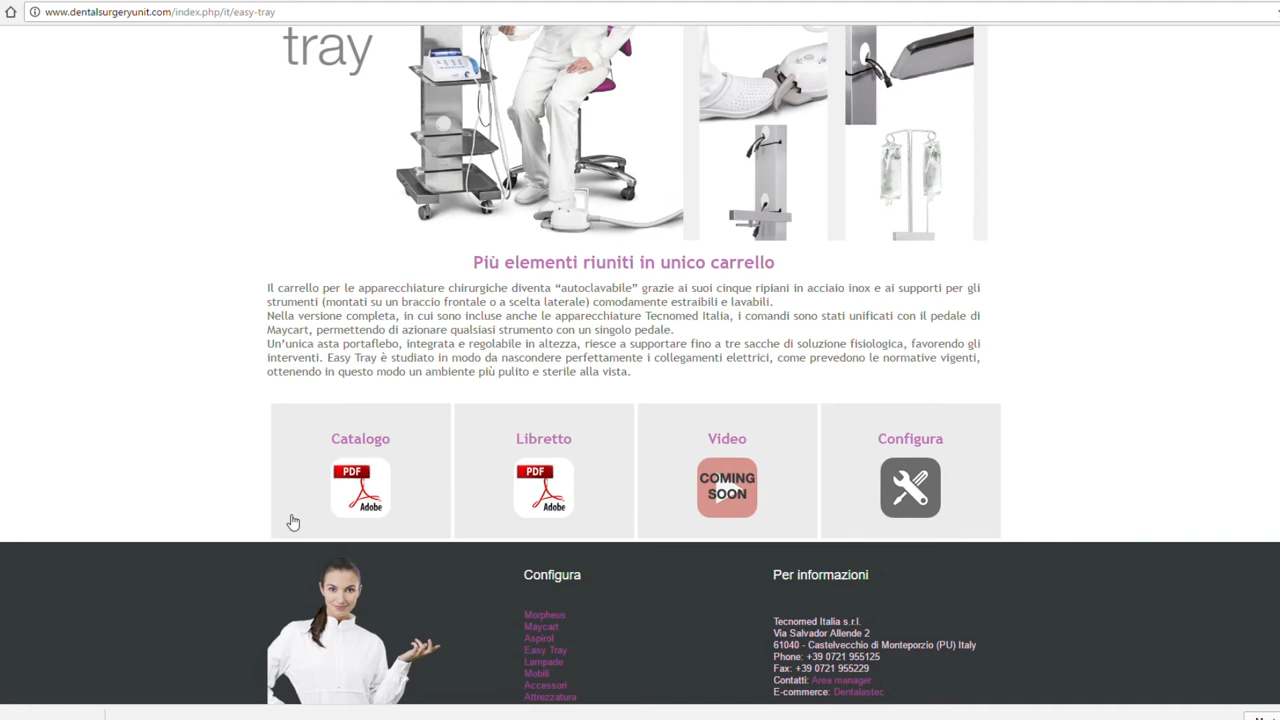 www.dentalsurgeryunit.com/index.php/it/easy-tray
tray
Più elementi riuniti in unico carrello
Il carrello per le apparecchiature chirurgiche diventa “autoclavabile” grazie ai suoi cinque ripiani in acciaio inox e ai supporti per gli
strumenti (montati su un braccio frontale o a scelta laterale) comodamente estraibili e lavabili.
Nella versione completa, in cui sono incluse anche le apparecchiature Tecnomed Italia, i comandi sono stati unificati con il pedale di
Maycart, permettendo di azionare qualsiasi strumento con un singolo pedale.
Un’unica asta portaflebo, integrata e regolabile in altezza, riesce a supportare fino a tre sacche di soluzione fisiologica, favorendo gli
interventi. Easy Tray è studiato in modo da nascondere perfettamente i collegamenti elettrici, come prevedono le normative vigenti,
ottenendo in questo modo un ambiente più pulito e sterile alla vista.
Catalogo
PDF
Adobe
Libretto
PDF
Adobe
Video
COMING
SOON
Configura
Configura
Morpheus
Maycart
Aspirol
Easy Tray
Lampade
Mobili
Accessori
Attrezzatura
Per informazioni
Tecnomed Italia s.r.l.
Via Salvador Allende 2
61040 - Castelvecchio di Monteporzio (PU) Italy
Phone: +39 0721 955125
Fax: +39 0721 955229
Contatti: Area manager
E-commerce: Dentalastec